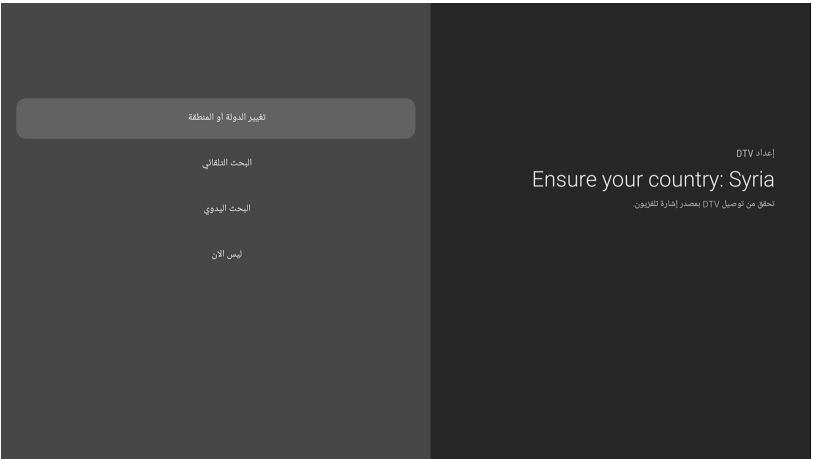 إعداد DTV
Ensure your country: Syria
تحقق من توصيل DTV بمصدر إشارة تلفزيون.
تغيير الدولة أو المنطقة
البحث التلقائي
البحث اليدوي
ليس الان